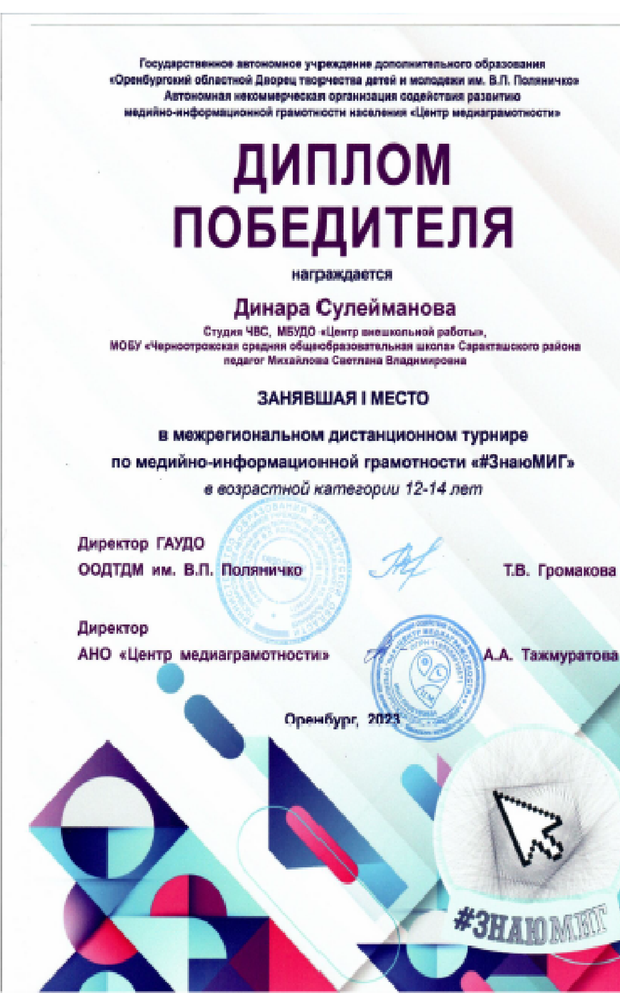 Государственное автономное учреждение дополнительного образования
«Оренбургский областной Дворец творчества детей и молодежи им. В.П. Поляничко»
Автономная некоммерческая организация содействия развитию
медийно-информационной грамотности населения «Центр медиаграмотности»
ДИПЛОМ
ПОБЕДИТЕЛЯ
награждается
Динара Сулейманова
Студия ЧВС, МБУДО «Центр внешкольной работы»,
МОБУ «Черноотрожская средняя общеобразовательная школа» Саракташского района
педагог Михайлова Светлана Владимировна
ЗАНЯВШАЯ I МЕСТО
в межрегиональном дистанционном турнире
по медийно-информационной грамотности «#ЗнаюМИГ»
в возрастной категории 12-14 лет
Директор ГАУДО
ООДТДМ им. В.П. Поляничко Т.В. Громакова
Директор
АНО «Центр медиаграмотности» А.А. Тажмуратова
Оренбург, 2023
#ЗНАЮМИГ